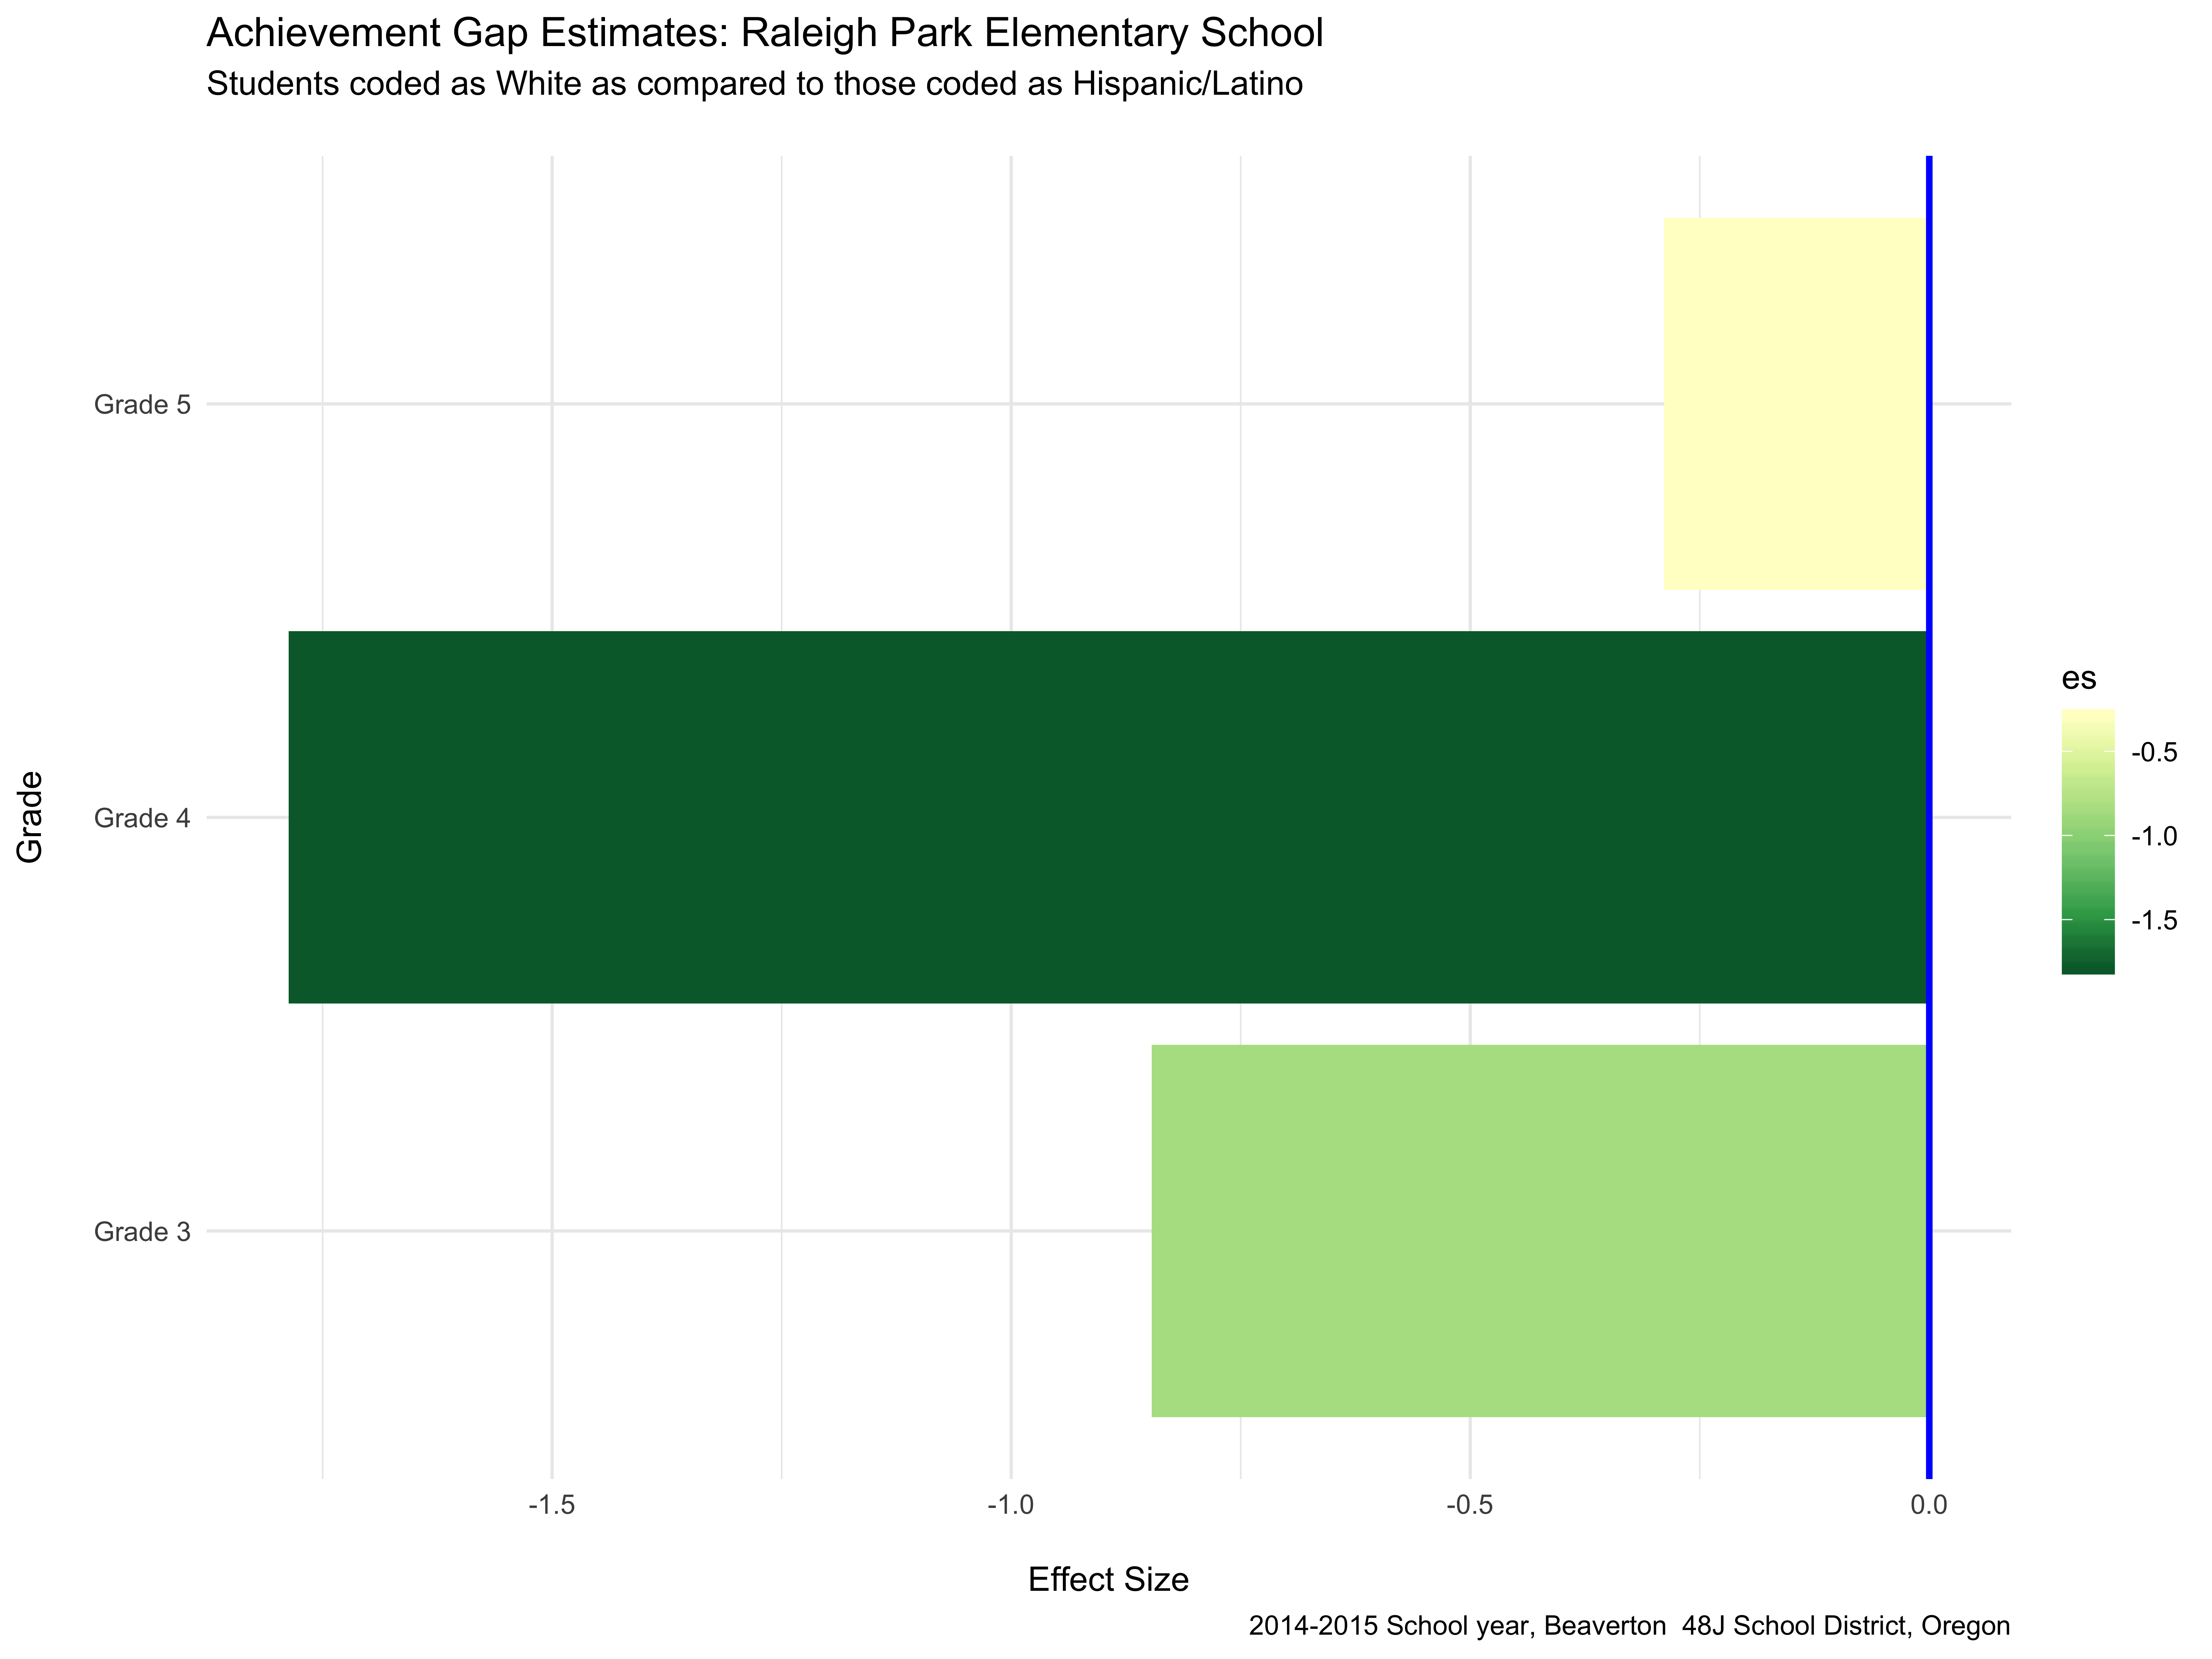 Achievement Gap Estimates: Raleigh Park Elementary School
Students coded as White as compared to those coded as Hispanic/Latino
Grade
Grade 5
Grade 4
Grade 3
-1.5
-1.0
-0.5
0.0
Effect Size
es
-0.5
-1.0
-1.5
2014-2015 School year, Beaverton  48J School District, Oregon